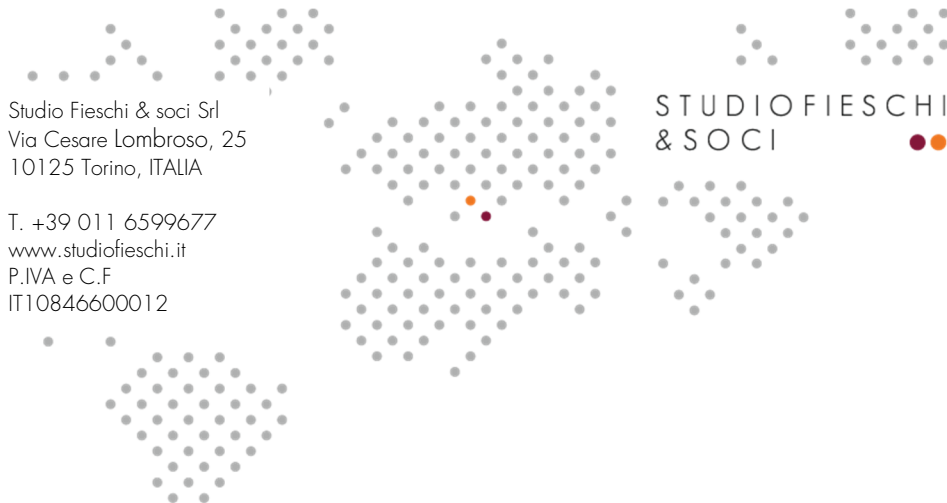 Studio Fieschi & soci Srl
Via Cesare Lombroso, 25
10125 Torino, ITALIA
T. +39 011 6599677
www.studiofieschi.it
P.IVA e C.F
IT10846600012
STUDIOFIESCHI
&SOCI